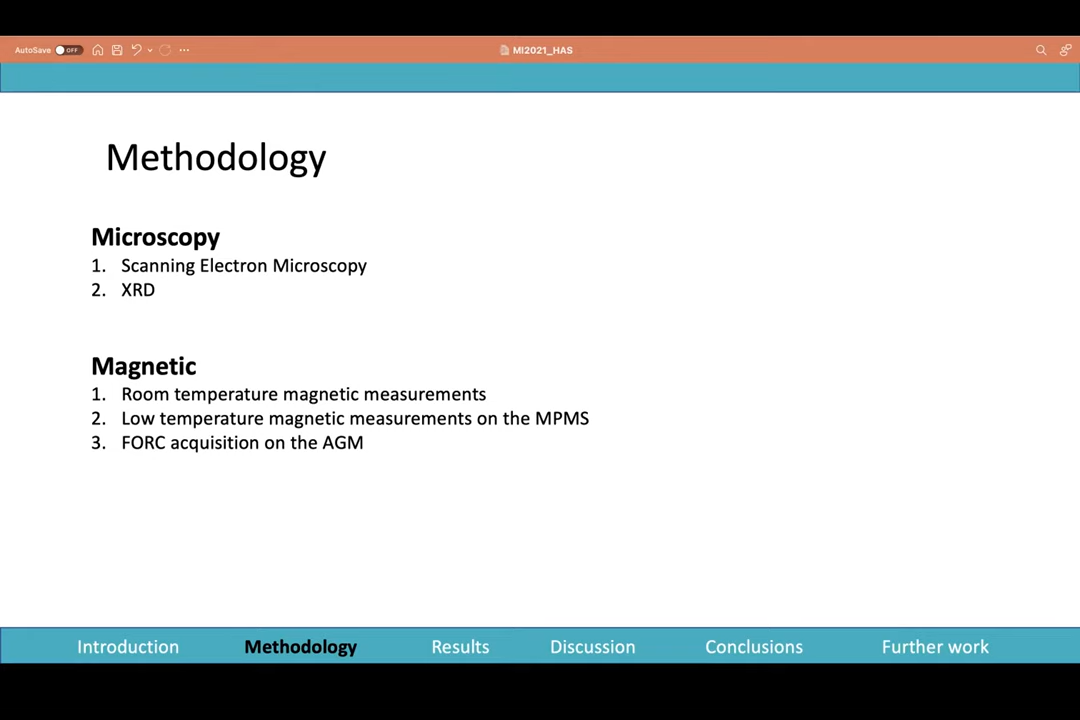 AutoSave OFF MI2021_HAS
Methodology
Microscopy
1. Scanning Electron Microscopy
2. XRD
Magnetic
1. Room temperature magnetic measurements
2. Low temperature magnetic measurements on the MPMS
3. FORC acquisition on the AGM
Introduction Methodology Results Discussion Conclusions Further work